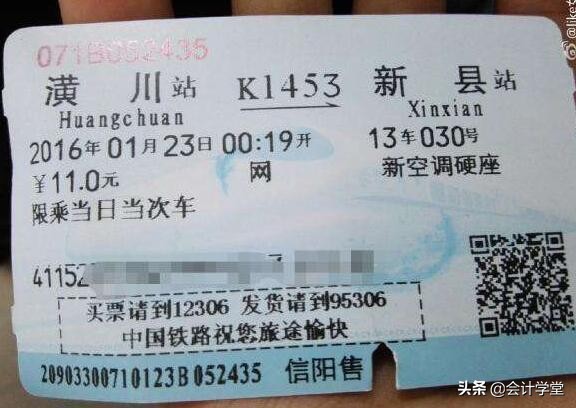 071B052435
潢川站 K1453 新县站
Huangchuan Xinxian
2016年01月23日00:19开 13车030号
¥11.0元 网 新空调硬座
限乘当日当次车
41152
买票请到12306 发货请到95306
中国铁路祝您旅途愉快
20903300710123B052435 信阳售
头条@会计学堂